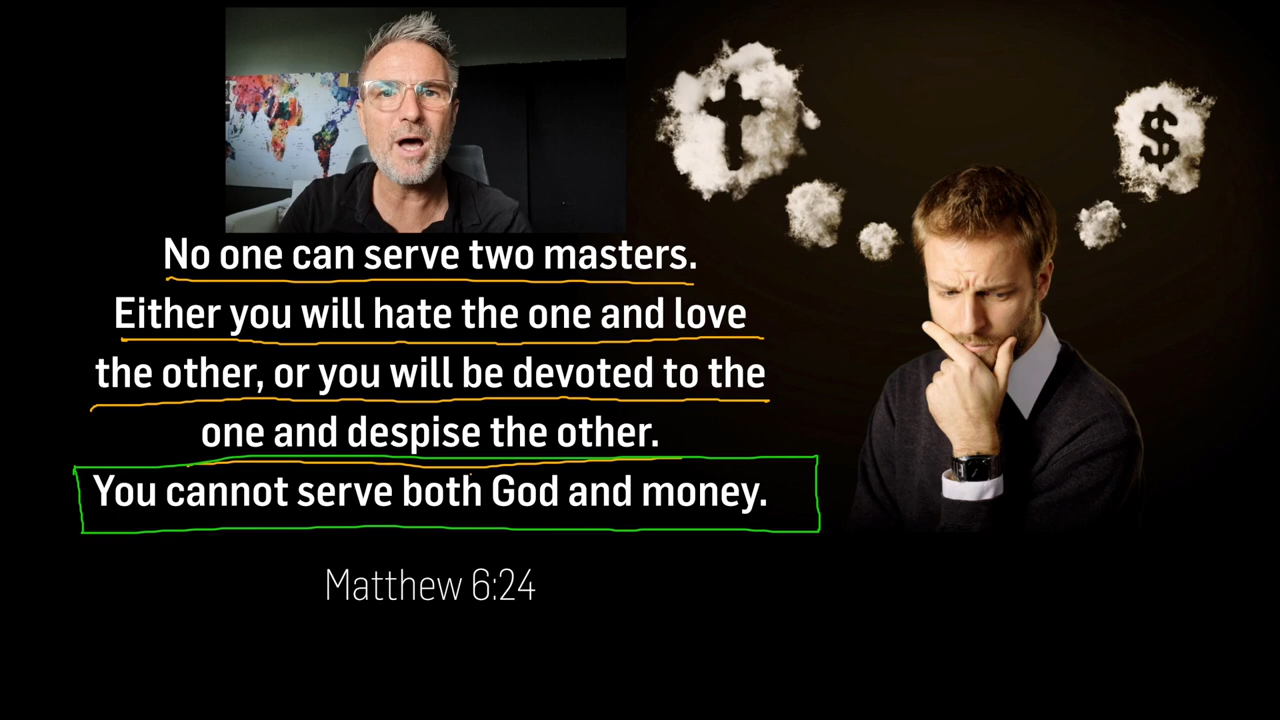 No one can serve two masters.
Either you will hate the one and love
the other, or you will be devoted to the
one and despise the other.
You cannot serve both God and money.
Matthew 6:24
$